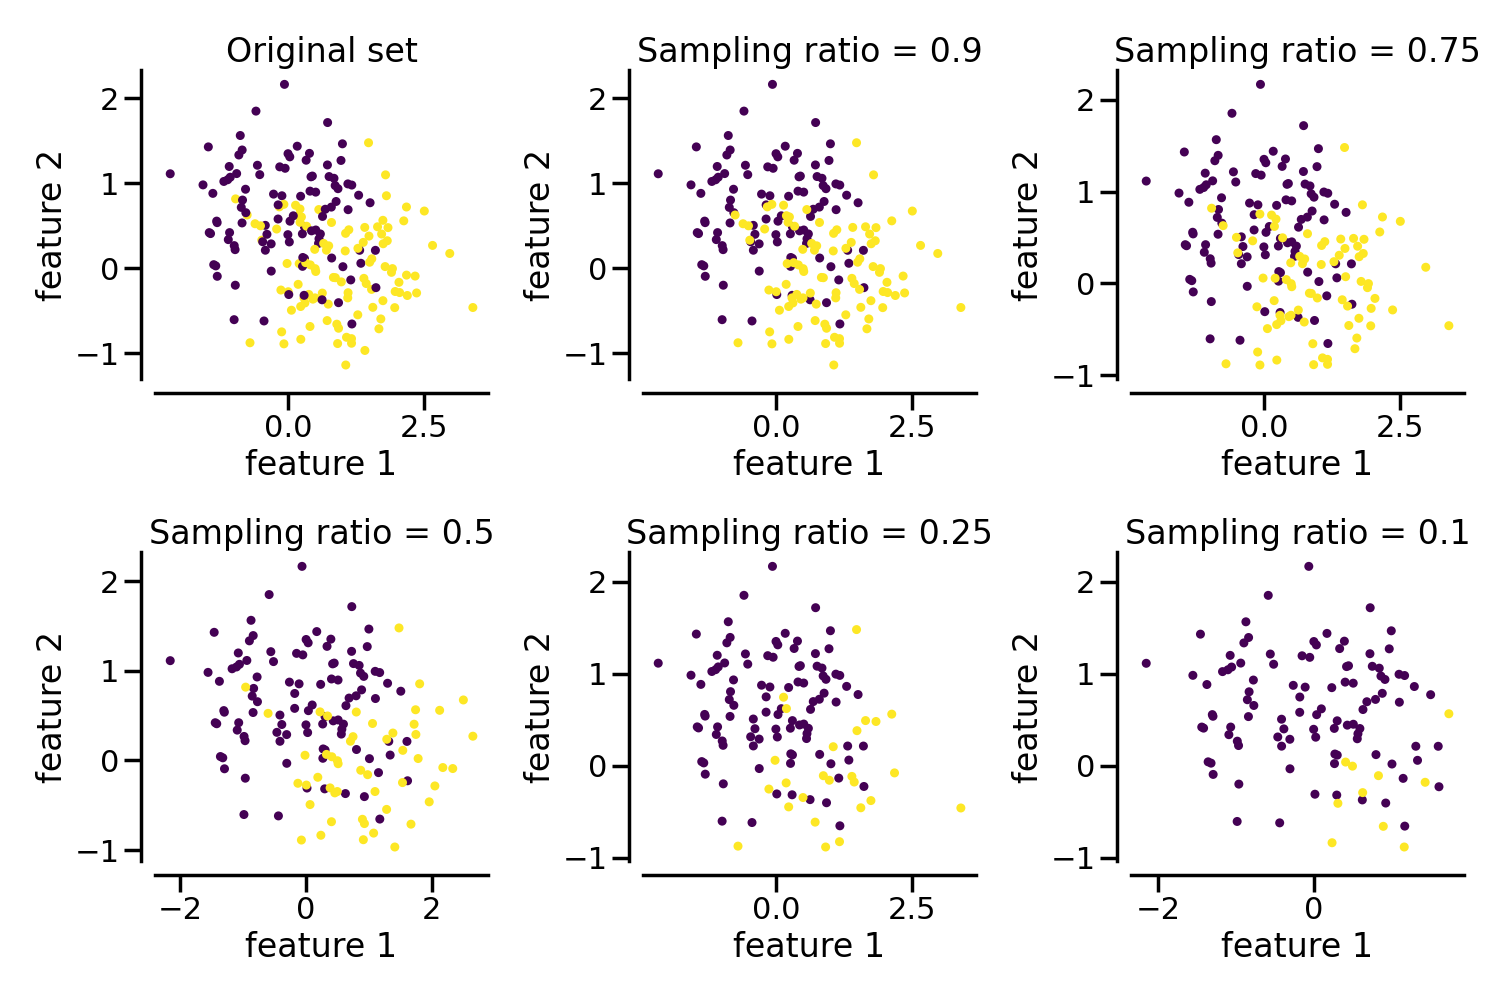 Original set
Sampling ratio = 0.9
Sampling ratio = 0.75
2
1
0
−1
feature 2
0.0
2.5
feature 1
2
1
0
−1
feature 2
0.0
2.5
feature 1
2
1
0
−1
feature 2
0.0
2.5
feature 1
Sampling ratio = 0.5
Sampling ratio = 0.25
Sampling ratio = 0.1
2
1
0
−1
feature 2
−2
0
2
feature 1
2
1
0
−1
feature 2
0.0
2.5
feature 1
2
1
0
−1
feature 2
−2
0
feature 1